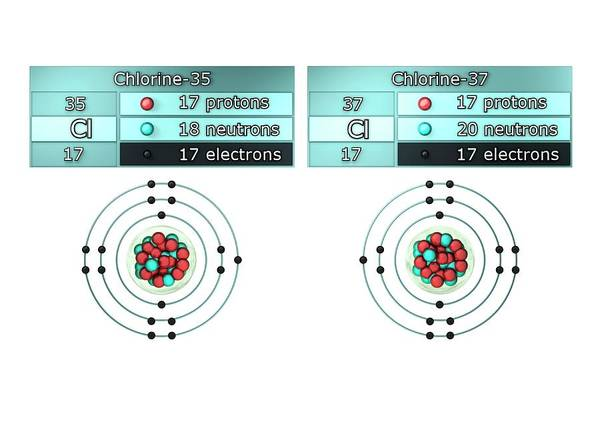 Chlorine-35
35
17 protons
Cl
18 neutrons
17
17 electrons
Chlorine-37
37
17 protons
Cl
20 neutrons
17
17 electrons